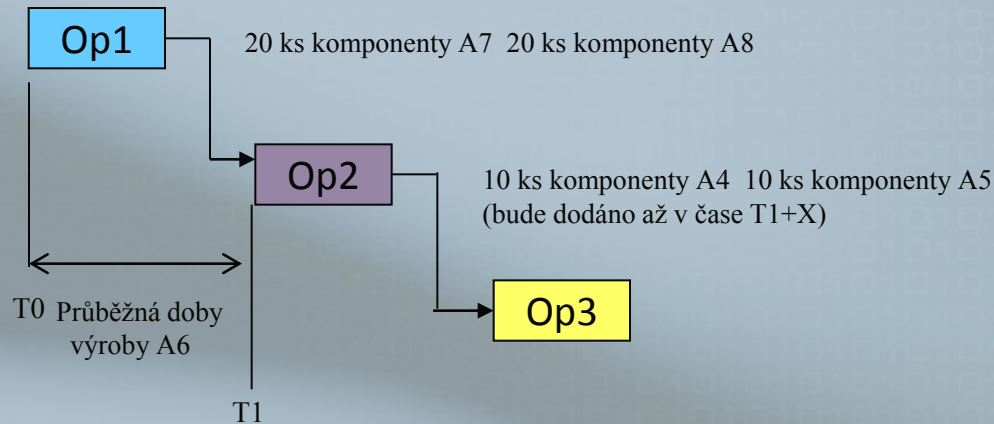 Op1
20 ks komponenty A7 20 ks komponenty A8
Op2
10 ks komponenty A4 10 ks komponenty A5
(bude dodáno až v čase T1+X)
Op3
T0
Průběžná doby
výroby A6
T1